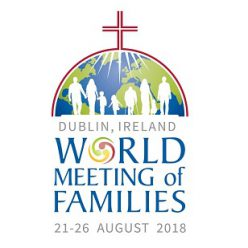 DUBLIN, IRELAND
WORLD
MEETING of
FAMILIES
21-26 AUGUST 2018